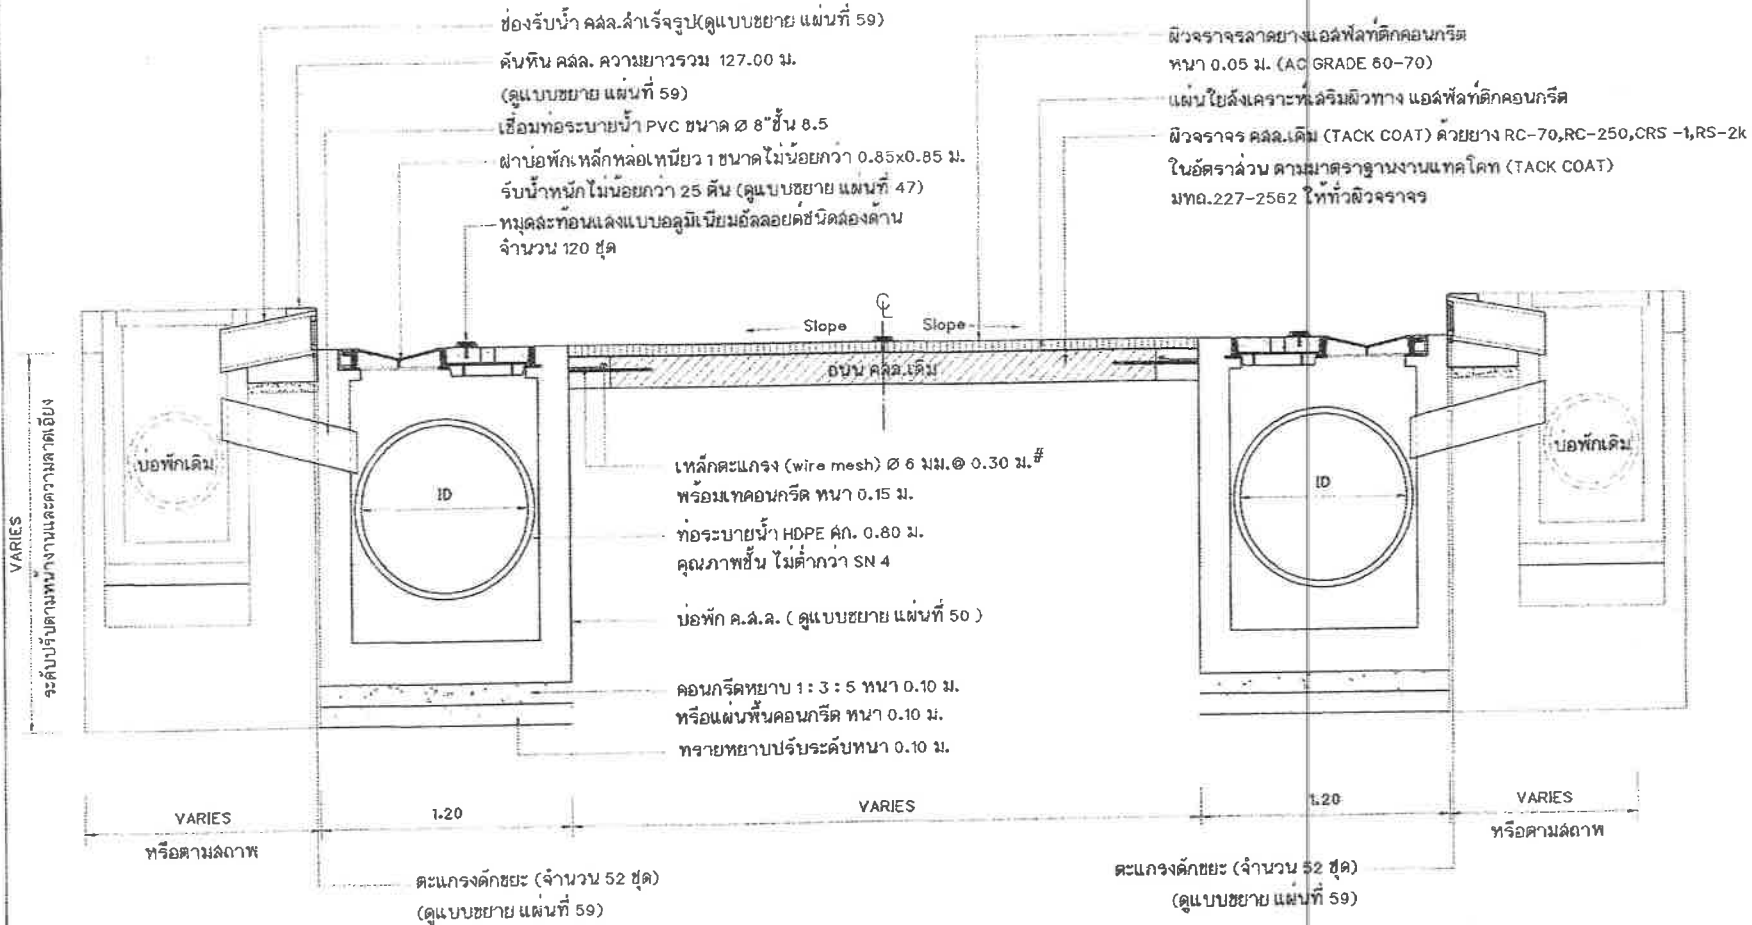 ช่องรับน้ำ คสล.สำเร็จรูป(ดูแบบขยาย แผ่นที่ 59)
คันหิน คสล. ความยาวรวม 127.00 ม.
(ดูแบบขยาย แผ่นที่ 59)
เชื่อมท่อระบายน้ำ PVC ขนาด Ø 8"ชั้น 8.5
ฝาบ่อพักเหล็กหล่อเหนียว 1 ขนาดไม่น้อยกว่า 0.85x0.85 ม.
รับน้ำหนักไม่น้อยกว่า 25 ตัน (ดูแบบขยาย แผ่นที่ 47)
หมุดสะท้อนแสงแบบอลูมิเนียมอัลลอยด์ชนิดสองด้าน
จำนวน 120 ชุด
ผิวจราจรลาดยางแอสฟัลท์ติกคอนกรีต
หนา 0.05 ม. (AC GRADE 60-70)
แผ่นใยสังเคราะห์เสริมผิวทาง แอสฟัลท์ติกคอนกรีต
ผิวจราจร คสล.เดิม (TACK COAT) ด้วยยาง RC-70,RC-250,CRS -1,RS-2k
ในอัตราส่วน ตามมาตราฐานงานแทคโคท (TACK COAT)
มทถ.227-2562 ให้ทั่วผิวจราจร
Slope
Slope
ถนน คสล.เดิม
บ่อพักเดิม
ID
ID
บ่อพักเดิม
VARIES
ระดับปรับตามหน้างานและความลาดเอียง
เหล็กตะแกรง (wire mesh) Ø 6 มม.@ 0.30 ม.#
พร้อมเทคอนกรีต หนา 0.15 ม.
ท่อระบายน้ำ HDPE ศก. 0.80 ม.
คุณภาพชั้น ไม่ต่ำกว่า SN 4
บ่อพัก ค.ส.ล. ( ดูแบบขยาย แผ่นที่ 50 )
คอนกรีตหยาบ 1 : 3 : 5 หนา 0.10 ม.
หรือแผ่นพื้นคอนกรีต หนา 0.10 ม.
ทรายหยาบปรับระดับหนา 0.10 ม.
VARIES
หรือตามสภาพ
1.20
VARIES
1.20
VARIES
หรือตามสภาพ
ตะแกรงดักขยะ (จำนวน 52 ชุด)
(ดูแบบขยาย แผ่นที่ 59)
ตะแกรงดักขยะ (จำนวน 52 ชุด)
(ดูแบบขยาย แผ่นที่ 59)